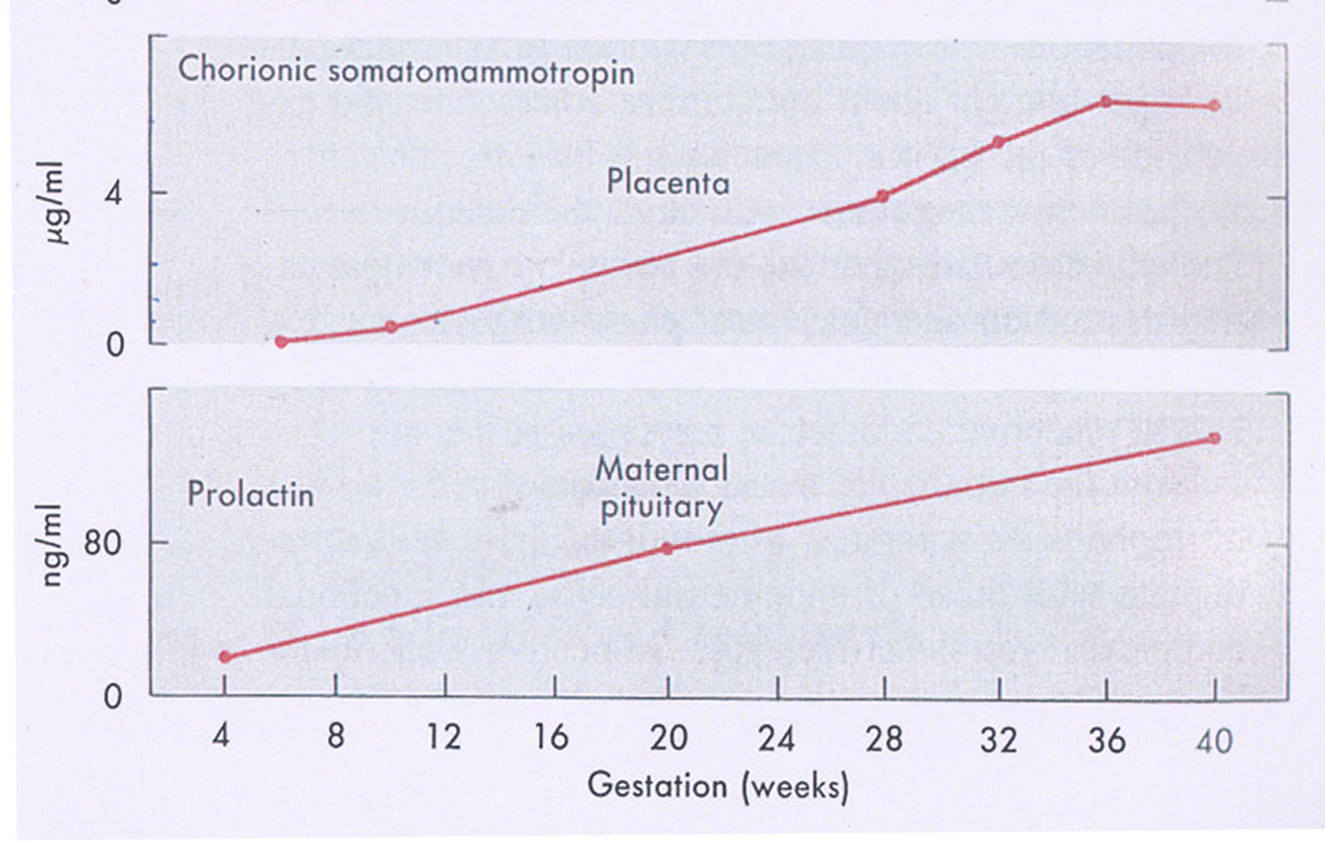 Chorionic somatomammotropin
Placenta
µg/ml
4
0
Prolactin
Maternal
pituitary
ng/ml
80
0
4 8 12 16 20 24 28 32 36 40
Gestation (weeks)